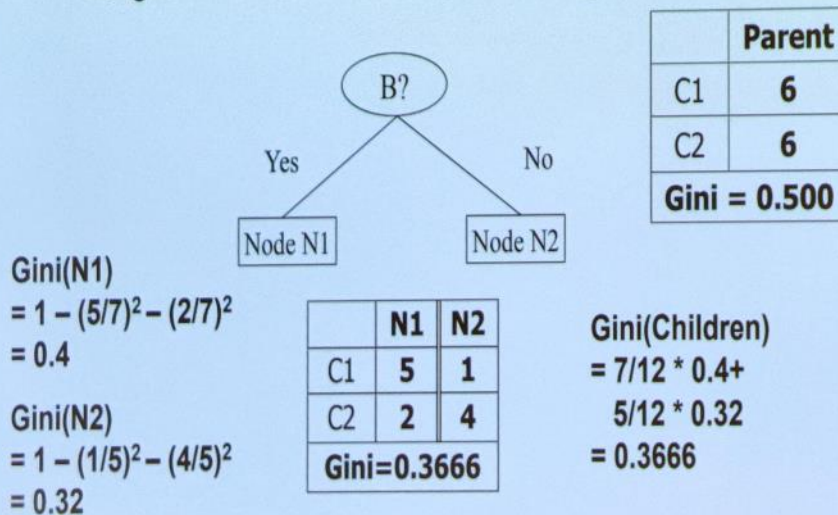 B?
Yes
No
Node N1
Node N2
Parent
C1 6
C2 6
Gini = 0.500
Gini(N1)
= 1 – (5/7)² – (2/7)²
= 0.4
Gini(N2)
= 1 – (1/5)² – (4/5)²
= 0.32
N1 N2
C1 5 1
C2 2 4
Gini=0.3666
Gini(Children)
= 7/12 * 0.4+
5/12 * 0.32
= 0.3666